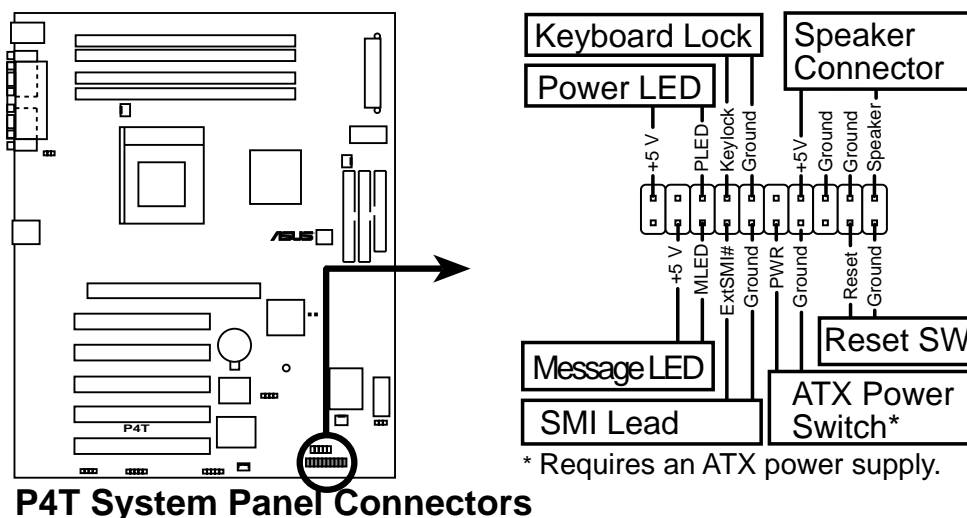 Keyboard Lock
Speaker
Connector
Power LED
+5 V
PLED
Keylock
Ground
+5V
Ground
Ground
Speaker
ASUS
+5 V
MLED
ExtSMI#
Ground
PWR
Ground
Reset
Ground
Reset SW
Message LED
ATX Power
Switch*
SMI Lead
P4T
* Requires an ATX power supply.
P4T System Panel Connectors